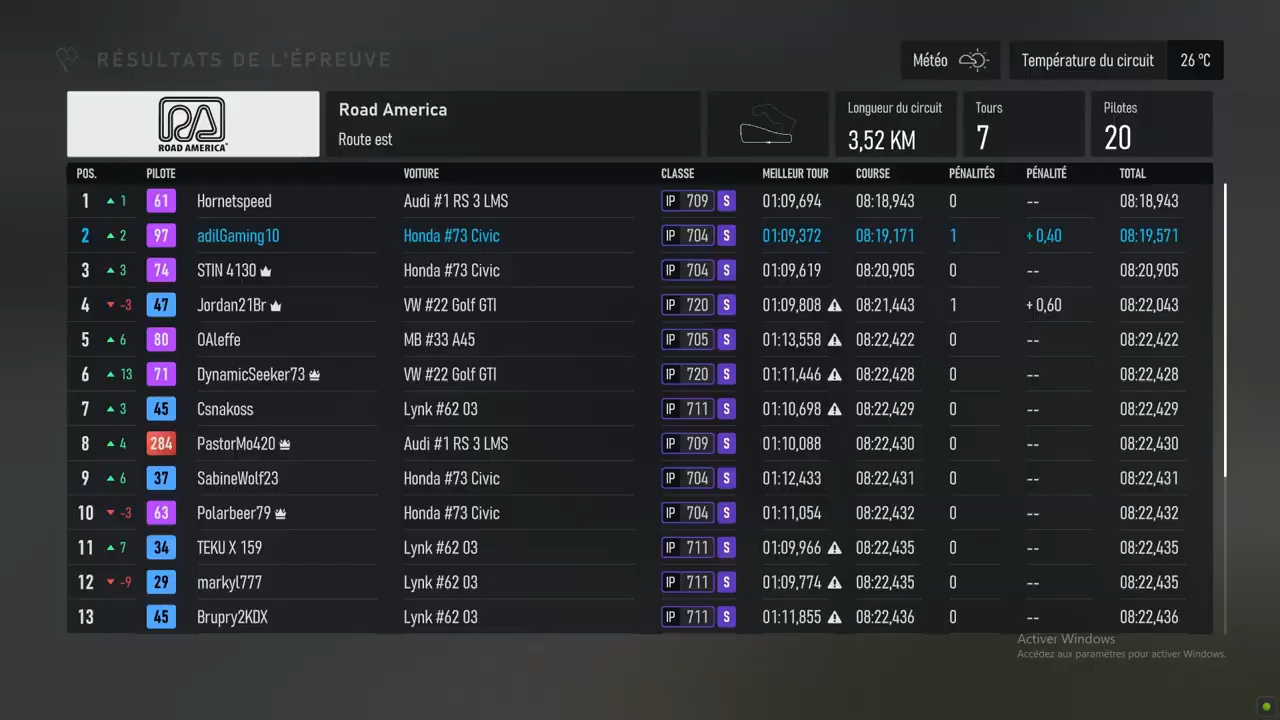 RÉSULTATS DE L'ÉPREUVE
Météo Température du circuit 26 °C
RA
ROAD AMERICA
Road America
Route est
Longueur du circuit
3,52 KM
Tours
7
Pilotes
20
POS. PILOTE VOITURE CLASSE MEILLEUR TOUR COURSE PÉNALITÉS PÉNALITÉ TOTAL
1 1 61 Hornetspeed Audi #1 RS 3 LMS IP 709 S 01:09,694 08:18,943 0 -- 08:18,943
2 2 97 adilGaming10 Honda #73 Civic IP 704 S 01:09,372 08:19,171 1 + 0,40 08:19,571
3 3 74 STIN 4130 Honda #73 Civic IP 704 S 01:09,619 08:20,905 0 -- 08:20,905
4 -3 47 Jordan21Br VW #22 Golf GTI IP 720 S 01:09,808 08:21,443 1 + 0,60 08:22,043
5 6 80 OAleffe MB #33 A45 IP 705 S 01:13,558 08:22,422 0 -- 08:22,422
6 13 71 DynamicSeeker73 VW #22 Golf GTI IP 720 S 01:11,446 08:22,428 0 -- 08:22,428
7 3 45 Csnakoss Lynk #62 03 IP 711 S 01:10,698 08:22,429 0 -- 08:22,429
8 4 284 PastorMo420 Audi #1 RS 3 LMS IP 709 S 01:10,088 08:22,430 0 -- 08:22,430
9 6 37 SabineWolf23 Honda #73 Civic IP 704 S 01:12,433 08:22,431 0 -- 08:22,431
10 -3 63 Polarbeer79 Honda #73 Civic IP 704 S 01:11,054 08:22,432 0 -- 08:22,432
11 7 34 TEKU X 159 Lynk #62 03 IP 711 S 01:09,966 08:22,435 0 -- 08:22,435
12 -9 29 markyl777 Lynk #62 03 IP 711 S 01:09,774 08:22,435 0 -- 08:22,435
13 45 Brupry2KDX Lynk #62 03 IP 711 S 01:11,855 08:22,436 0 -- 08:22,436
Activer Windows
Accédez aux paramètres pour activer Windows.